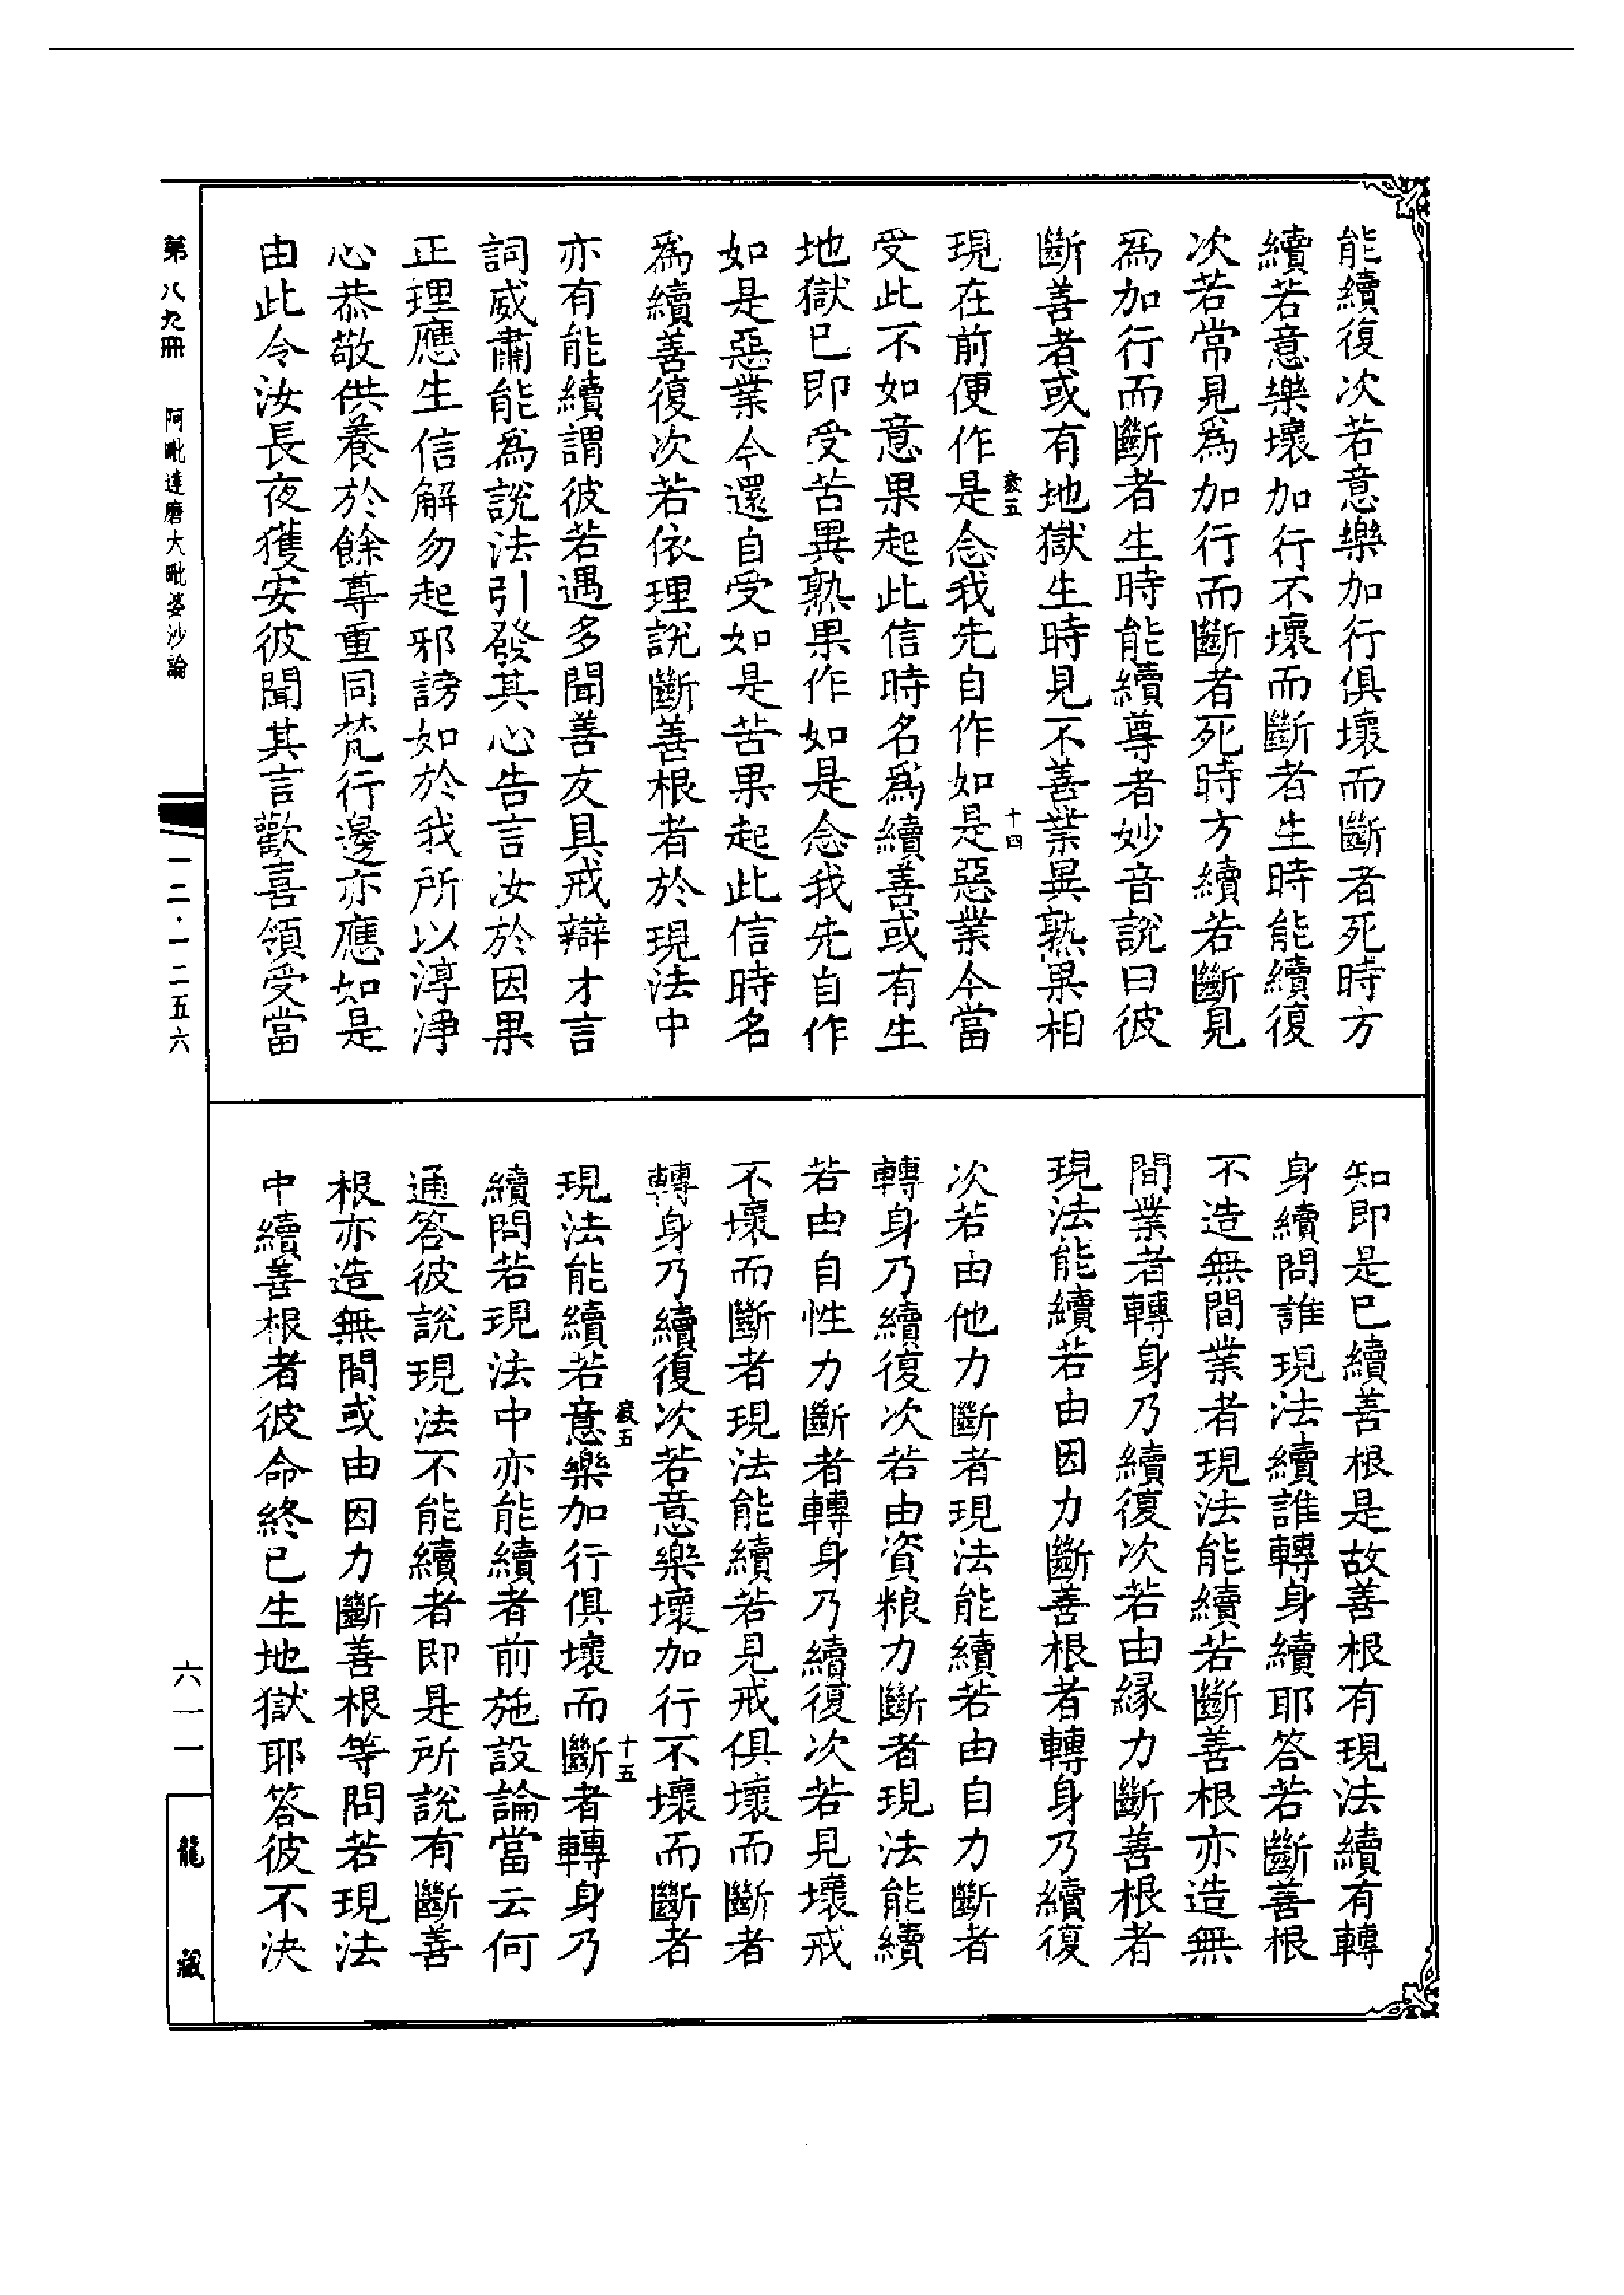 能續復次若意樂加行俱壞而斷者死時方
續若意樂壞加行不壞而斷者生時能續復
次若常見爲加行而斷者死時方續若斷見
爲加行而斷者生時能續尊者妙音說曰彼
斷善者或有地獄生時見不善業異熟果相
現在前便作是念我先自作如是惡業今當
受此不如意果起此信時名爲續善或有生
地獄已即受苦異熟果作如是念我先自作
如是惡業今還自受如是苦果起此信時名
爲續善復次若依理說斷善根者於現法中
亦有能續謂彼若遇多聞善友具戒辯才言
詞威肅能爲說法引發其心告言汝於因果
正理應生信解勿起邪謗如於我所以淳淨
心恭敬供養於餘尊重同梵行邊亦應如是
由此令汝長夜獲安彼聞其言歡喜領受當
知即是已續善根是故善根有現法續有轉
身續問誰現法續誰轉身續耶答若斷善根
不造無間業者現法能續若斷善根亦造無
間業者轉身乃續復次若由緣力斷善根者
現法能續若由因力斷善根者轉身乃續復
次若由他力斷者現法能續若由自力斷者
轉身乃續復次若由資粮力斷者現法能續
若由自性力斷者轉身乃續復次若見壞戒
不壞而斷者現法能續若見戒俱壞而斷者
轉身乃續復次若意樂壞加行不壞而斷者
現法能續若意樂加行俱壞而斷者轉身乃
續問若現法中亦能續者前施設論當云何
通答彼說現法不能續者即是所說有斷善
根亦造無間或由因力斷善根等問若現法
中續善根者彼命終已生地獄耶答彼不決
第八九冊 阿毗達磨大毗婆沙論
一二·一二五六
六一一
龍藏
十四
十五